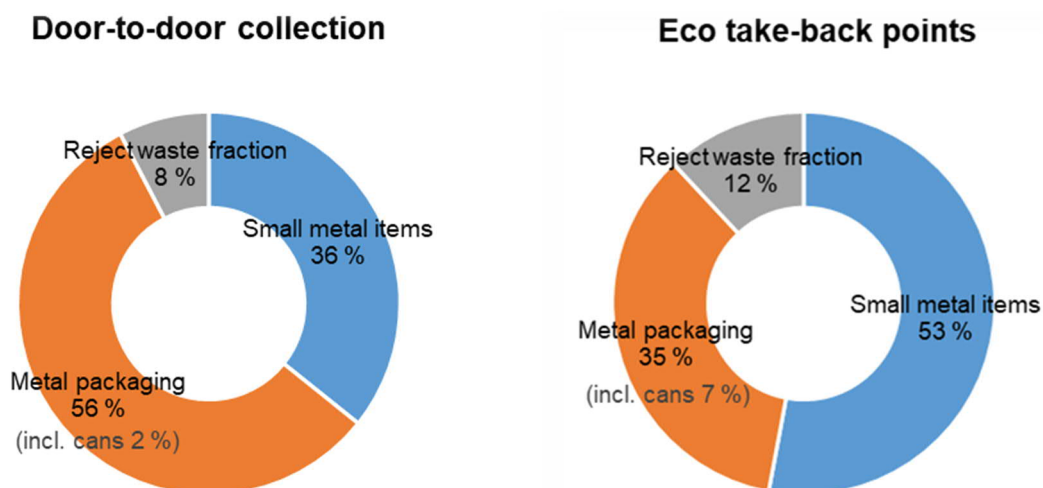 Door-to-door collection
Reject waste fraction
8 %
Small metal items
36 %
Metal packaging
56 %
(incl. cans 2 %)
Eco take-back points
Reject waste fraction
12 %
Small metal items
53 %
Metal packaging
35 %
(incl. cans 7 %)